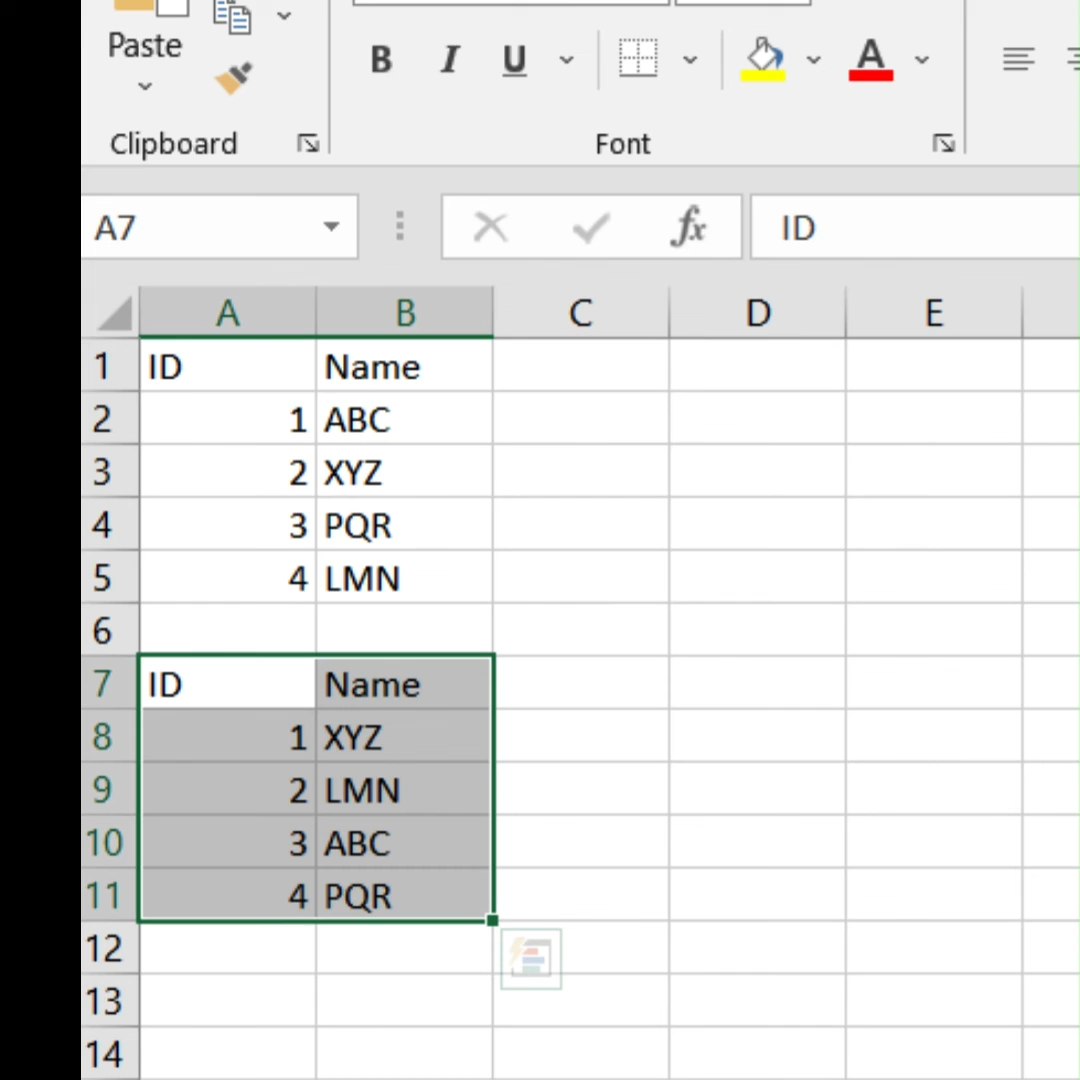 Paste
B I U A
Clipboard Font
A7 fx ID
A B C D E
1 ID Name
2 1 ABC
3 2 XYZ
4 3 PQR
5 4 LMN
6
7 ID Name
8 1 XYZ
9 2 LMN
10 3 ABC
11 4 PQR
12
13
14